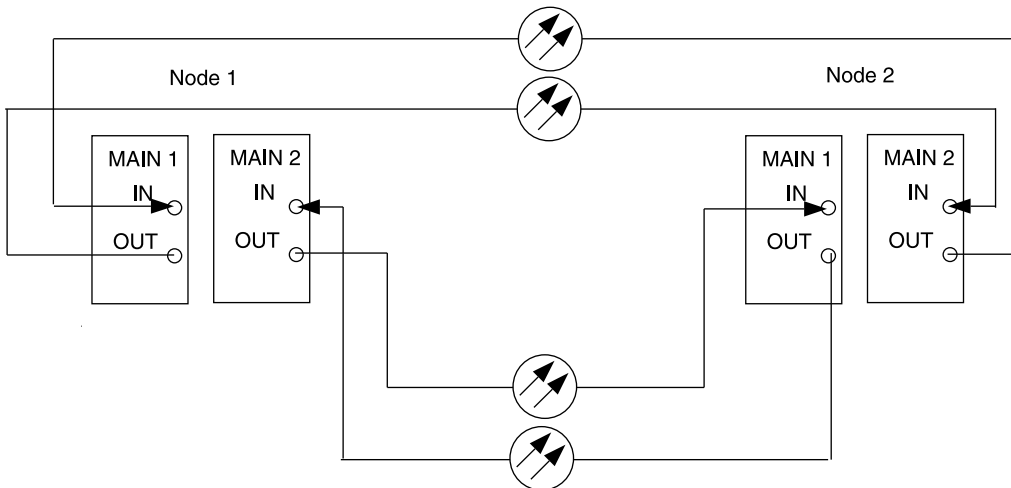 Node 1
Node 2
MAIN 1
IN
OUT
MAIN 2
IN
OUT
MAIN 1
IN
OUT
MAIN 2
IN
OUT